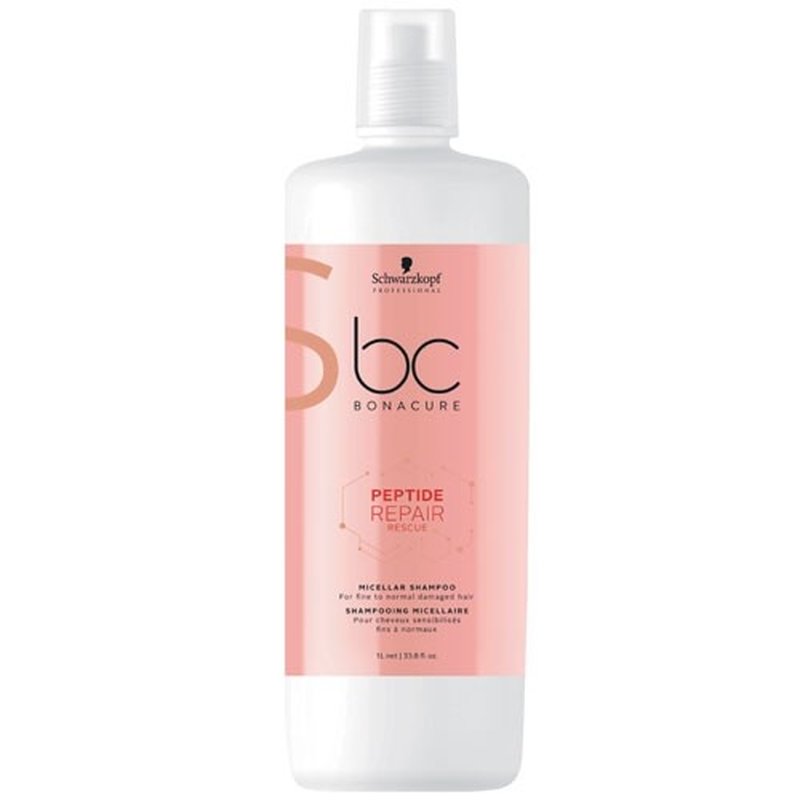 Schwarzkopf
PROFESSIONAL
S
bc
BONACURE
PEPTIDE
REPAIR
RESCUE
MICELLAR SHAMPOO
For fine to normal damaged hair
SHAMPOOING MICELLAIRE
Pour cheveux sensibilisés
fins à normaux
1L net | 33.8 fl. oz.